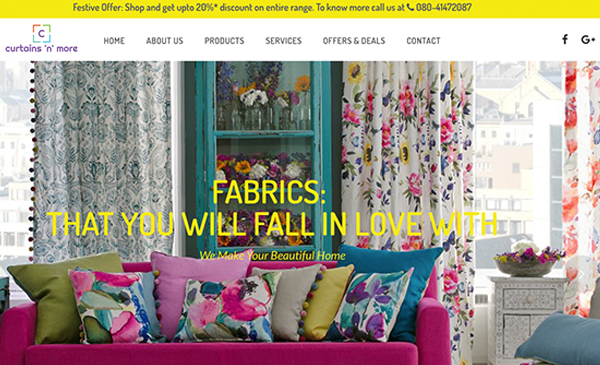 Festive Offer: Shop and get upto 20%* discount on entire range. To know more call us at 080-41472087
C
curtains 'n' more
HOME ABOUT US PRODUCTS SERVICES OFFERS & DEALS CONTACT
f G+
FABRICS:
THAT YOU WILL FALL IN LOVE WITH
We Make Your Beautiful Home